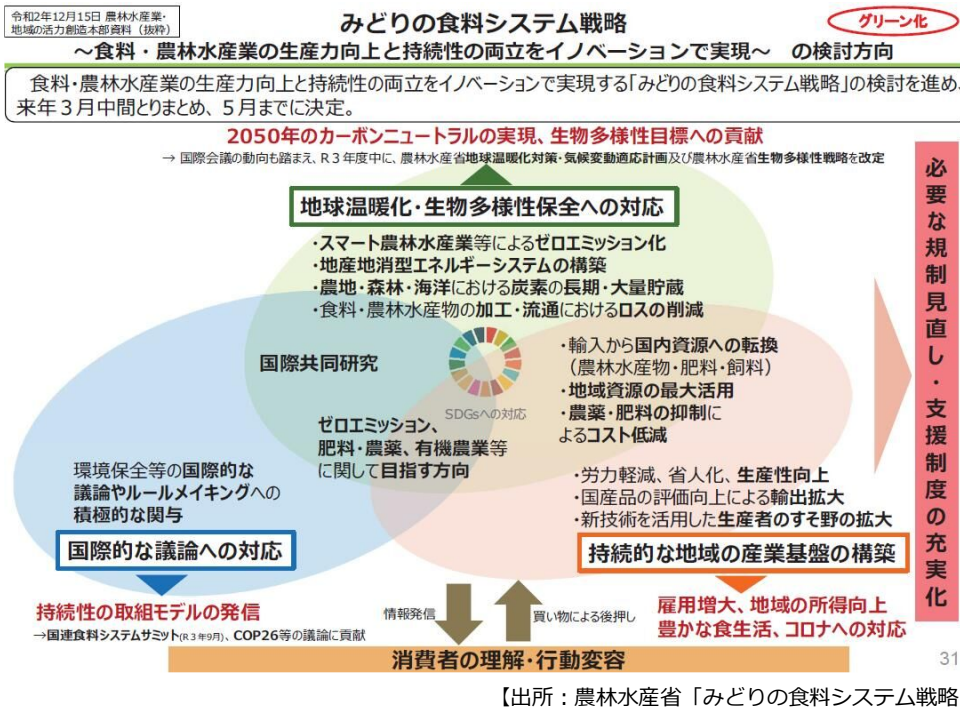 令和2年12月15日 農林水産業・
地域の活力創造本部資料（抜粋）
みどりの食料システム戦略
グリーン化
～食料・農林水産業の生産力向上と持続性の両立をイノベーションで実現～　の検討方向
食料・農林水産業の生産力向上と持続性の両立をイノベーションで実現する「みどりの食料システム戦略」の検討を進め、
来年３月中間とりまとめ、５月までに決定。
2050年のカーボンニュートラルの実現、生物多様性目標への貢献
→ 国際会議の動向も踏まえ、R３年度中に、農林水産省地球温暖化対策・気候変動適応計画及び農林水産省生物多様性戦略を改定
地球温暖化・生物多様性保全への対応
・スマート農林水産業等によるゼロエミッション化
・地産地消型エネルギーシステムの構築
・農地・森林・海洋における炭素の長期・大量貯蔵
・食料・農林水産物の加工・流通におけるロスの削減
国際共同研究
SDGsへの対応
・輸入から国内資源への転換
（農林水産物・肥料・飼料）
・地域資源の最大活用
・農薬・肥料の抑制に
よるコスト低減
ゼロエミッション、
肥料・農薬、有機農業等
に関して目指す方向
環境保全等の国際的な
議論やルールメイキングへの
積極的な関与
国際的な議論への対応
・労力軽減、省人化、生産性向上
・国産品の評価向上による輸出拡大
・新技術を活用した生産者のすそ野の拡大
持続的な地域の産業基盤の構築
持続性の取組モデルの発信
→国連食料システムサミット(R３年9月)、COP26等の議論に貢献
情報発信
買い物による後押し
雇用増大、地域の所得向上
豊かな食生活、コロナへの対応
消費者の理解・行動変容
必要な規制見直し・支援制度の充実化
31
【出所：農林水産省「みどりの食料システム戦略